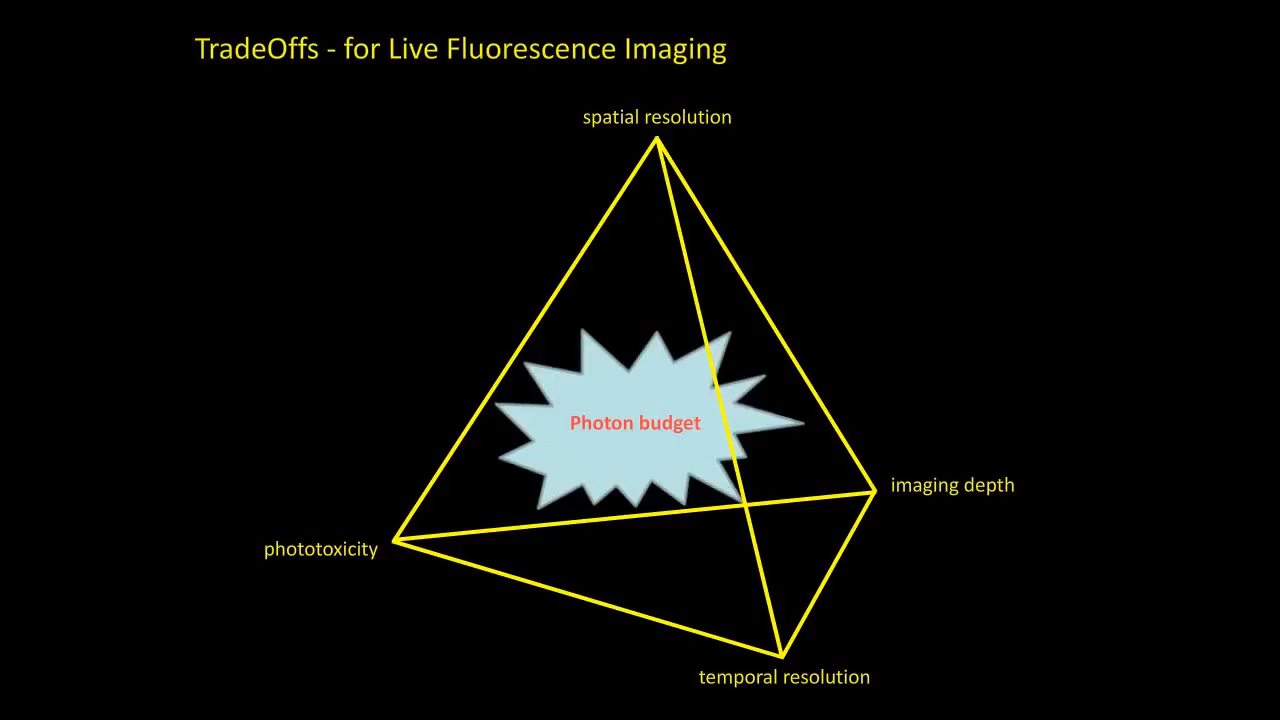 TradeOffs - for Live Fluorescence Imaging
spatial resolution
Photon budget
imaging depth
phototoxicity
temporal resolution